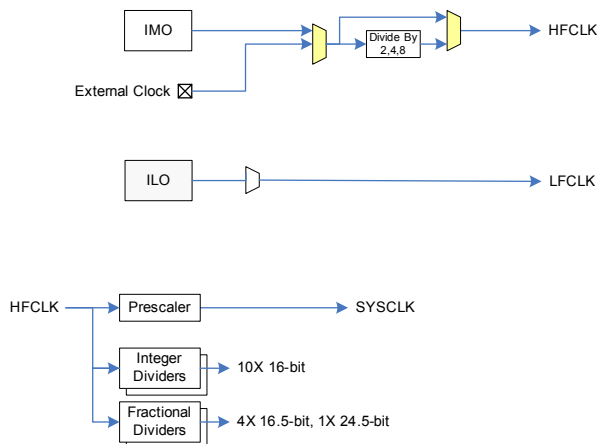 IMO
Divide By
2,4,8
HFCLK
External Clock
ILO
LFCLK
HFCLK
Prescaler
SYSCLK
Integer
Dividers
10X 16-bit
Fractional
Dividers
4X 16.5-bit, 1X 24.5-bit